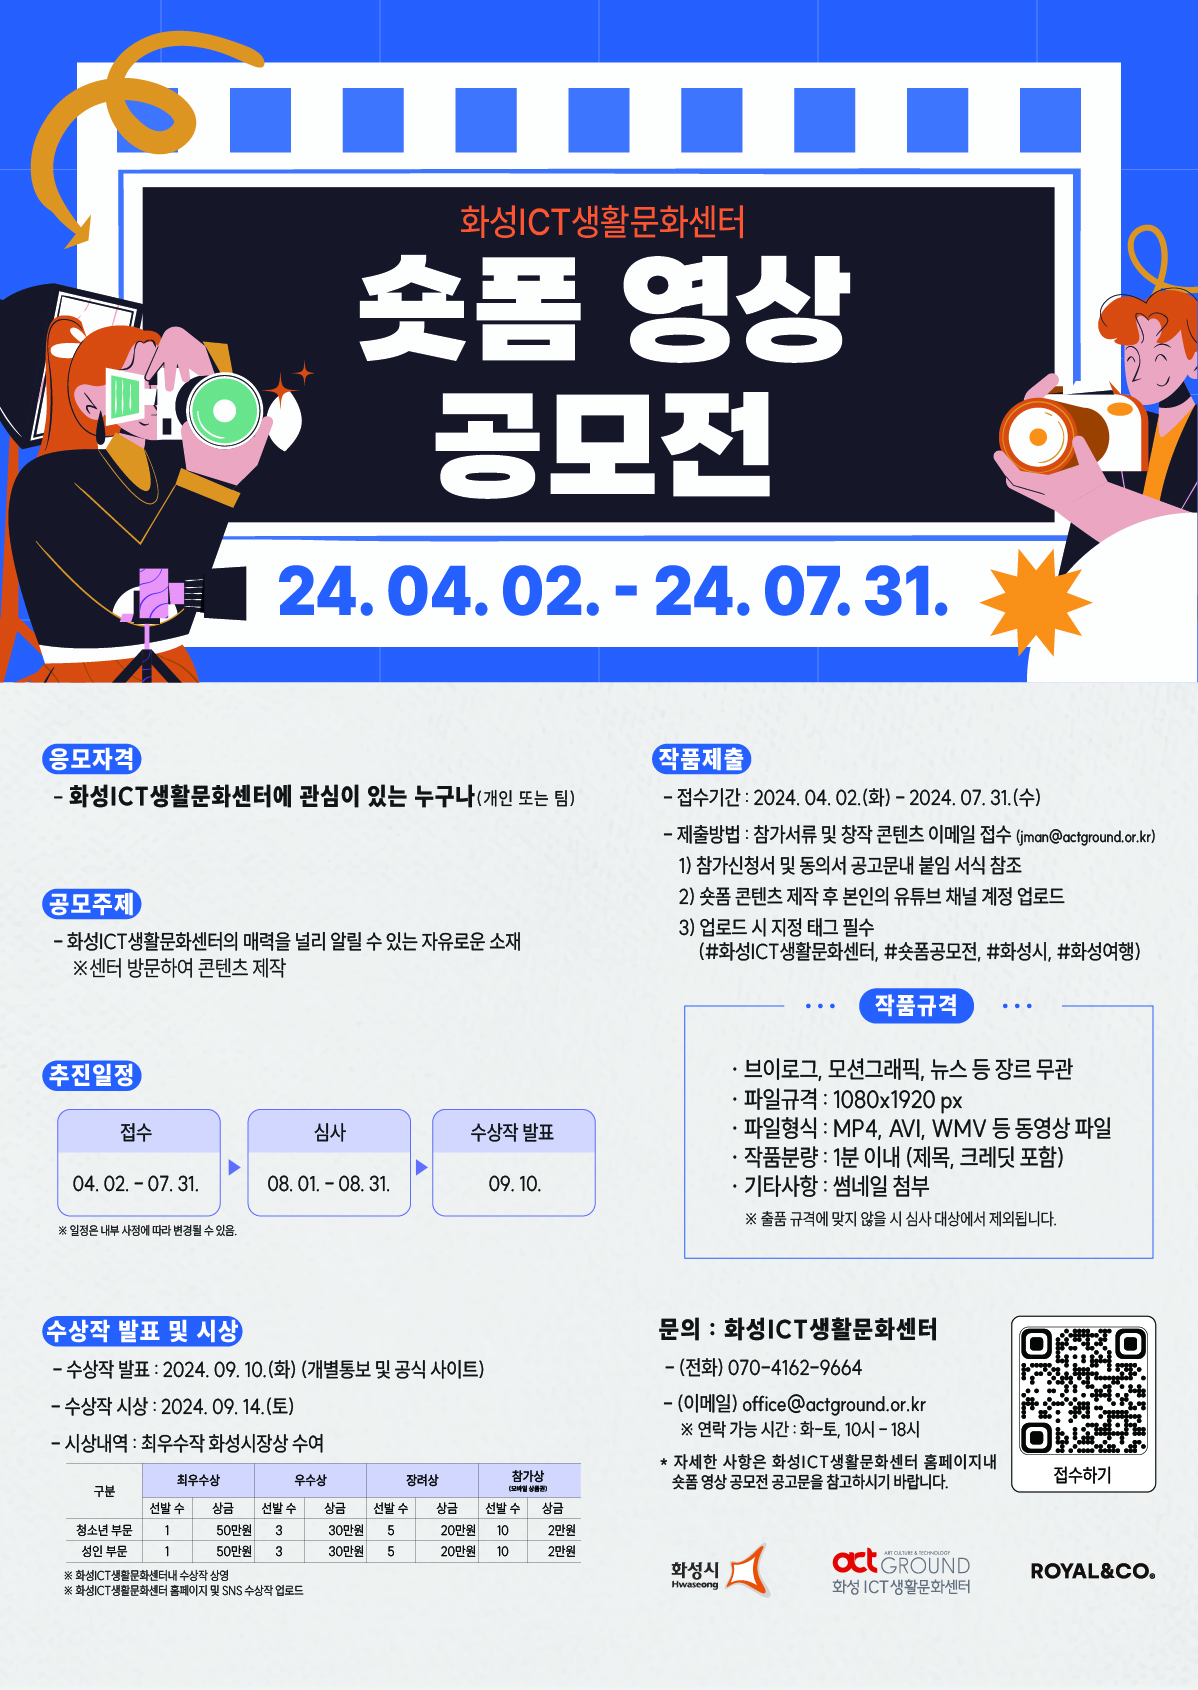 화성ICT생활문화센터
숏폼 영상
공모전
24. 04. 02. - 24. 07. 31.
응모자격
- 화성ICT생활문화센터에 관심이 있는 누구나(개인 또는 팀)
공모주제
- 화성ICT생활문화센터의 매력을 널리 알릴 수 있는 자유로운 소재
※센터 방문하여 콘텐츠 제작
추진일정
접수 심사 수상작 발표
04. 02. - 07. 31. 08. 01. - 08. 31. 09. 10.
※ 일정은 내부 사정에 따라 변경될 수 있음.
수상작 발표 및 시상
- 수상작 발표 : 2024. 09. 10.(화) (개별통보 및 공식 사이트)
- 수상작 시상 : 2024. 09. 14.(토)
- 시상내역 : 최우수작 화성시장상 수여
구분 최우수상 우수상 장려상 참가상
(모바일 상품권)
선발 수 상금 선발 수 상금 선발 수 상금 선발 수 상금
청소년 부문 1 50만원 3 30만원 5 20만원 10 2만원
성인 부문 1 50만원 3 30만원 5 20만원 10 2만원
※ 화성ICT생활문화센터내 수상작 상영
※ 화성ICT생활문화센터 홈페이지 및 SNS 수상작 업로드
작품제출
- 접수기간 : 2024. 04. 02.(화) - 2024. 07. 31.(수)
- 제출방법 : 참가서류 및 창작 콘텐츠 이메일 접수 (jman@actground.or.kr)
1) 참가신청서 및 동의서 공고문내 붙임 서식 참조
2) 숏폼 콘텐츠 제작 후 본인의 유튜브 채널 계정 업로드
3) 업로드 시 지정 태그 필수
(#화성ICT생활문화센터, #숏폼공모전, #화성시, #화성여행)
작품규격
· 브이로그, 모션그래픽, 뉴스 등 장르 무관
· 파일규격 : 1080x1920 px
· 파일형식 : MP4, AVI, WMV 등 동영상 파일
· 작품분량 : 1분 이내 (제목, 크레딧 포함)
· 기타사항 : 썸네일 첨부
※ 출품 규격에 맞지 않을 시 심사 대상에서 제외됩니다.
문의 : 화성ICT생활문화센터
- (전화) 070-4162-9664
- (이메일) office@actground.or.kr
※ 연락 가능 시간 : 화-토, 10시 - 18시
* 자세한 사항은 화성ICT생활문화센터 홈페이지내
숏폼 영상 공모전 공고문을 참고하시기 바랍니다.
접수하기
화성시
Hwaseong
ART CULTURE & TECHNOLOGY
act GROUND
화성 ICT생활문화센터
ROYAL&CO.